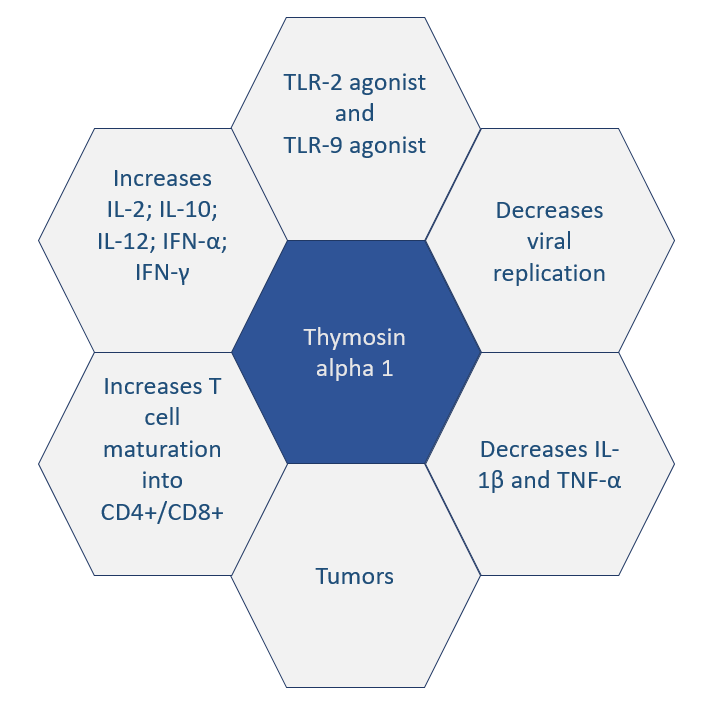 TLR-2 agonist
and
TLR-9 agonist
Increases
IL-2; IL-10;
IL-12; IFN-α;
IFN-γ
Decreases
viral
replication
Thymosin
alpha 1
Increases T
cell
maturation
into
CD4+/CD8+
Decreases IL-
1β and TNF-α
Tumors